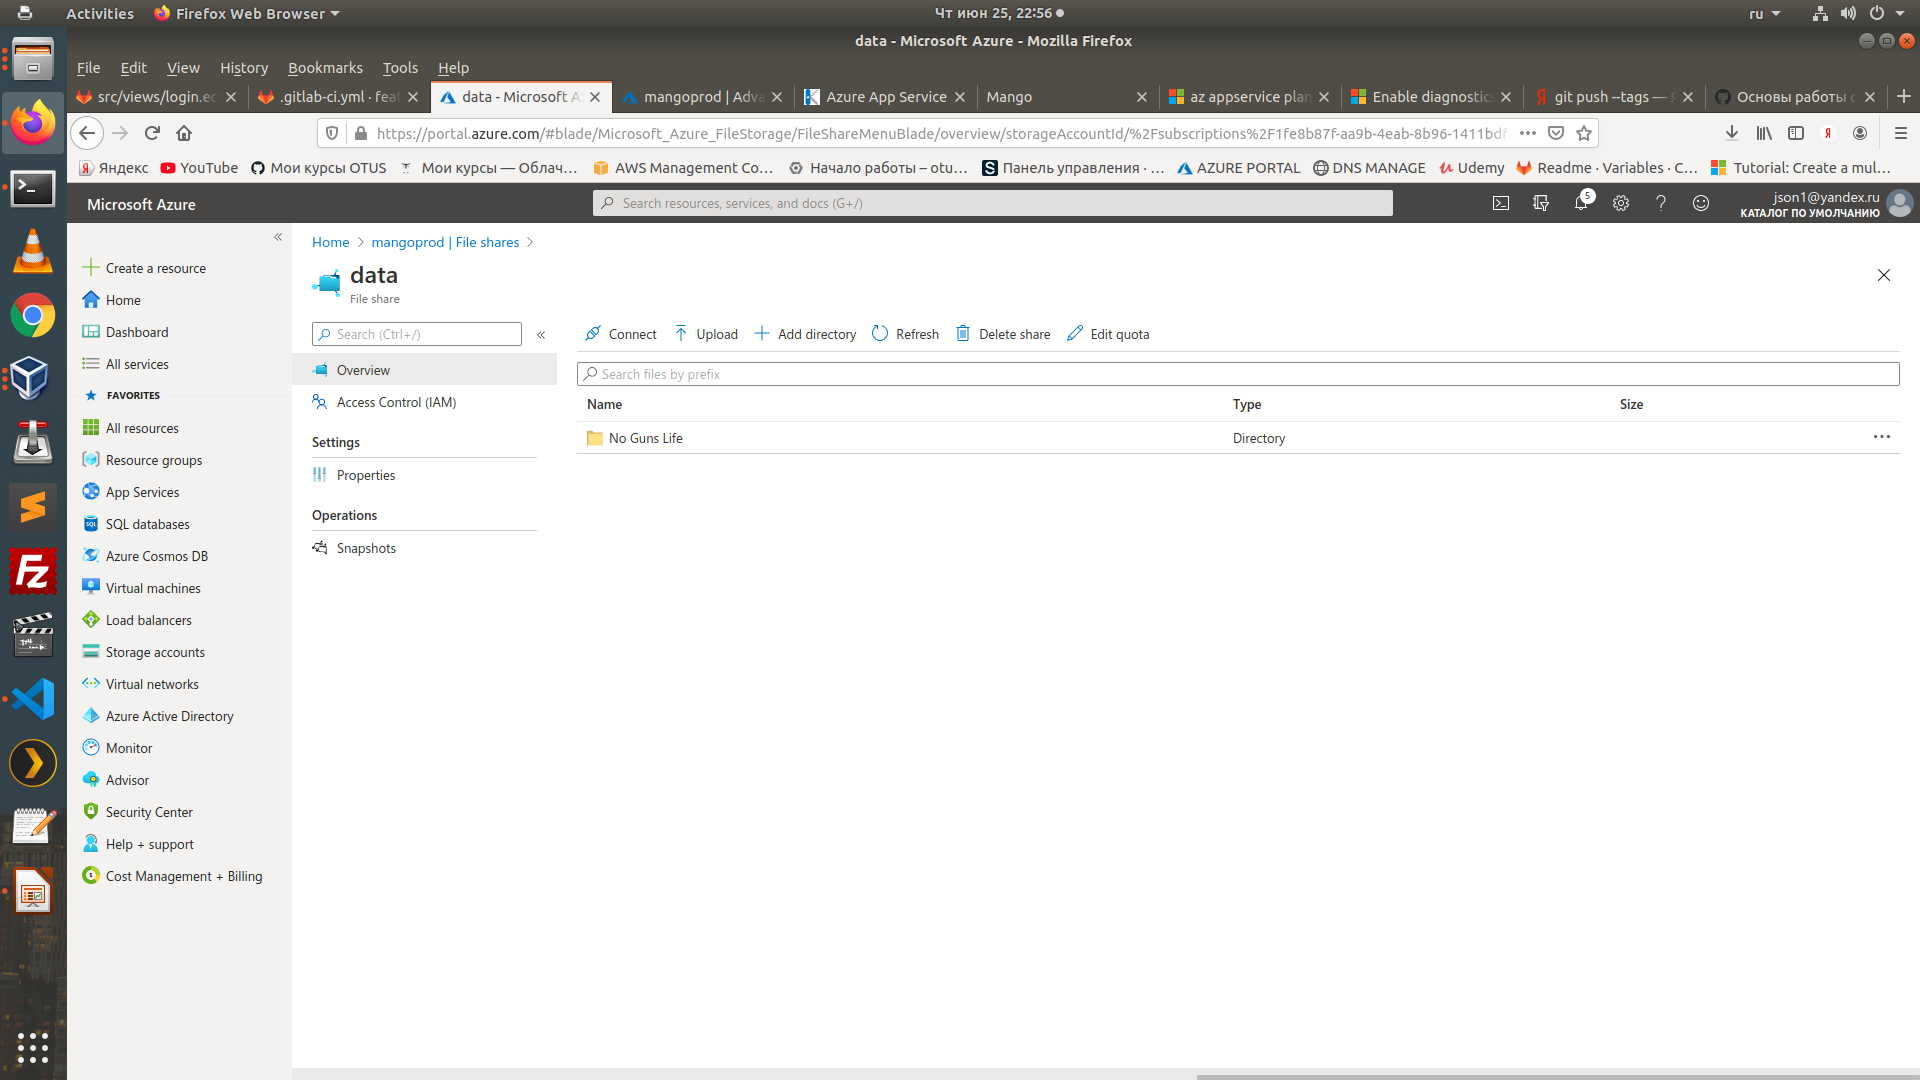 Activities Firefox Web Browser Чт июн 25, 22:56 ru
data - Microsoft Azure - Mozilla Firefox
File Edit View History Bookmarks Tools Help
src/views/login.ec .gitlab-ci.yml · feat data - Microsoft A mangoprod | Adva Azure App Service Mango az appservice plan Enable diagnostics git push --tags — Я Основы работы с
https://portal.azure.com/#blade/Microsoft_Azure_FileStorage/FileShareMenuBlade/overview/storageAccountId/%2Fsubscriptions%2F1fe8b87f-aa9b-4eab-8b96-1411bdf
Яндекс YouTube Мои курсы OTUS Мои курсы — Облач… AWS Management Co… Начало работы – otu… Панель управления · … AZURE PORTAL DNS MANAGE Udemy Readme · Variables · C… Tutorial: Create a mul…
Microsoft Azure
Search resources, services, and docs (G+/)
5
json1@yandex.ru
КАТАЛОГ ПО УМОЛЧАНИЮ
Create a resource
Home
Dashboard
All services
FAVORITES
All resources
Resource groups
App Services
SQL databases
Azure Cosmos DB
Virtual machines
Load balancers
Storage accounts
Virtual networks
Azure Active Directory
Monitor
Advisor
Security Center
Help + support
Cost Management + Billing
Home > mangoprod | File shares >
data
File share
Search (Ctrl+/)
Overview
Access Control (IAM)
Settings
Properties
Operations
Snapshots
Connect Upload Add directory Refresh Delete share Edit quota
Search files by prefix
Name Type Size
No Guns Life Directory